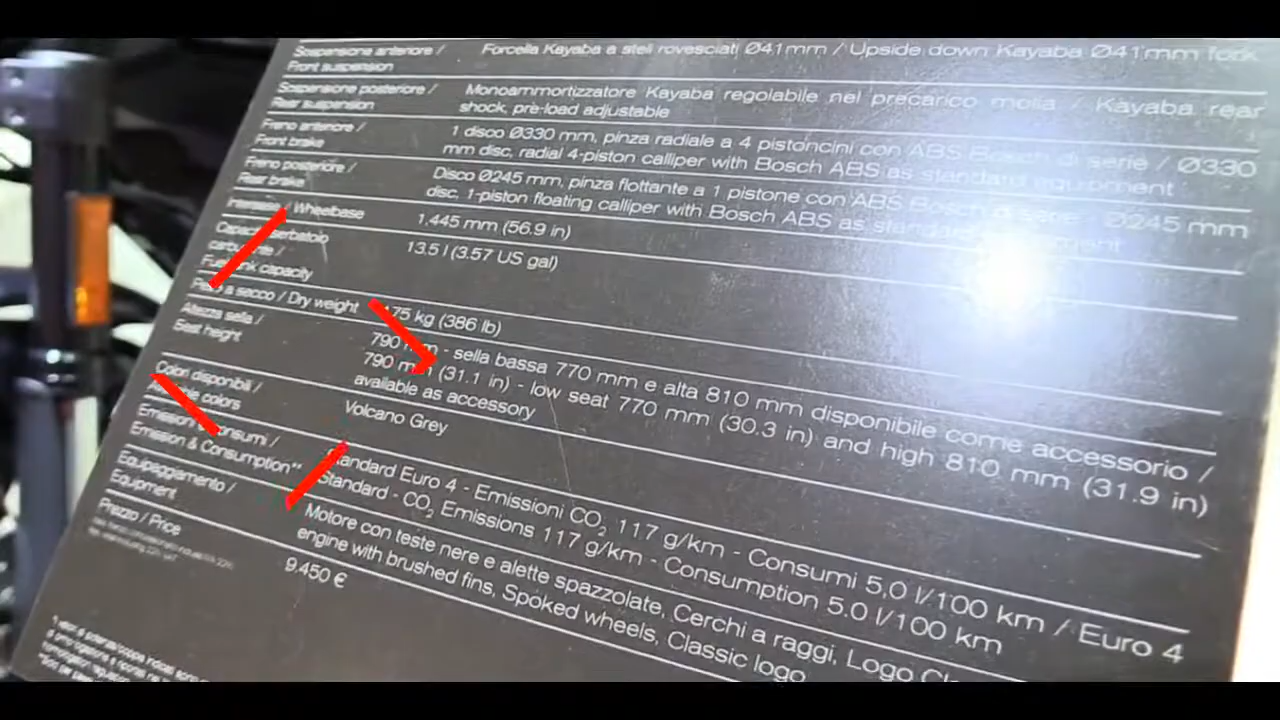 Sospensione anteriore / Forcella Kayaba a steli rovesciati Ø41mm / Upside down Kayaba Ø41mm fork
Front suspension
Sospensione posteriore / Monoammortizzatore Kayaba regolabile nel precarico molla / Kayaba rear
Rear suspension shock, pre-load adjustable
Freno anteriore / 1 disco Ø330 mm, pinza radiale a 4 pistoncini con ABS Bosch di serie / Ø330
Front brake mm disc, radial 4-piston calliper with Bosch ABS as standard equipment
Freno posteriore / Disco Ø245 mm, pinza flottante a 1 pistone con ABS Bosch di serie / Ø245 mm
Rear brake disc, 1-piston floating calliper with Bosch ABS as standard
Interasse / Wheelbase 1,445 mm (56.9 in)
Capacità serbatoio
carburante / 13.5 l (3.57 US gal)
Fuel tank capacity
Peso a secco / Dry weight 175 kg (386 lb)
Altezza sella / 790 mm - sella bassa 770 mm e alta 810 mm disponibile come accessorio /
Seat height 790 mm (31.1 in) - low seat 770 mm (30.3 in) and high 810 mm (31.9 in)
available as accessory
Colori disponibili / Volcano Grey
Available colors
Emissioni Consumi / Standard Euro 4 - Emissioni CO₂ 117 g/km - Consumi 5,0 l/100 km / Euro 4
Emission & Consumption** Standard - CO₂ Emissions 117 g/km - Consumption 5.0 l/100 km
Equipaggiamento / Motore con teste nere e alette spazzolate, Cerchi a raggi, Logo
Equipment engine with brushed fins, Spoked wheels, Classic logo
Prezzo / Price 9.450 €